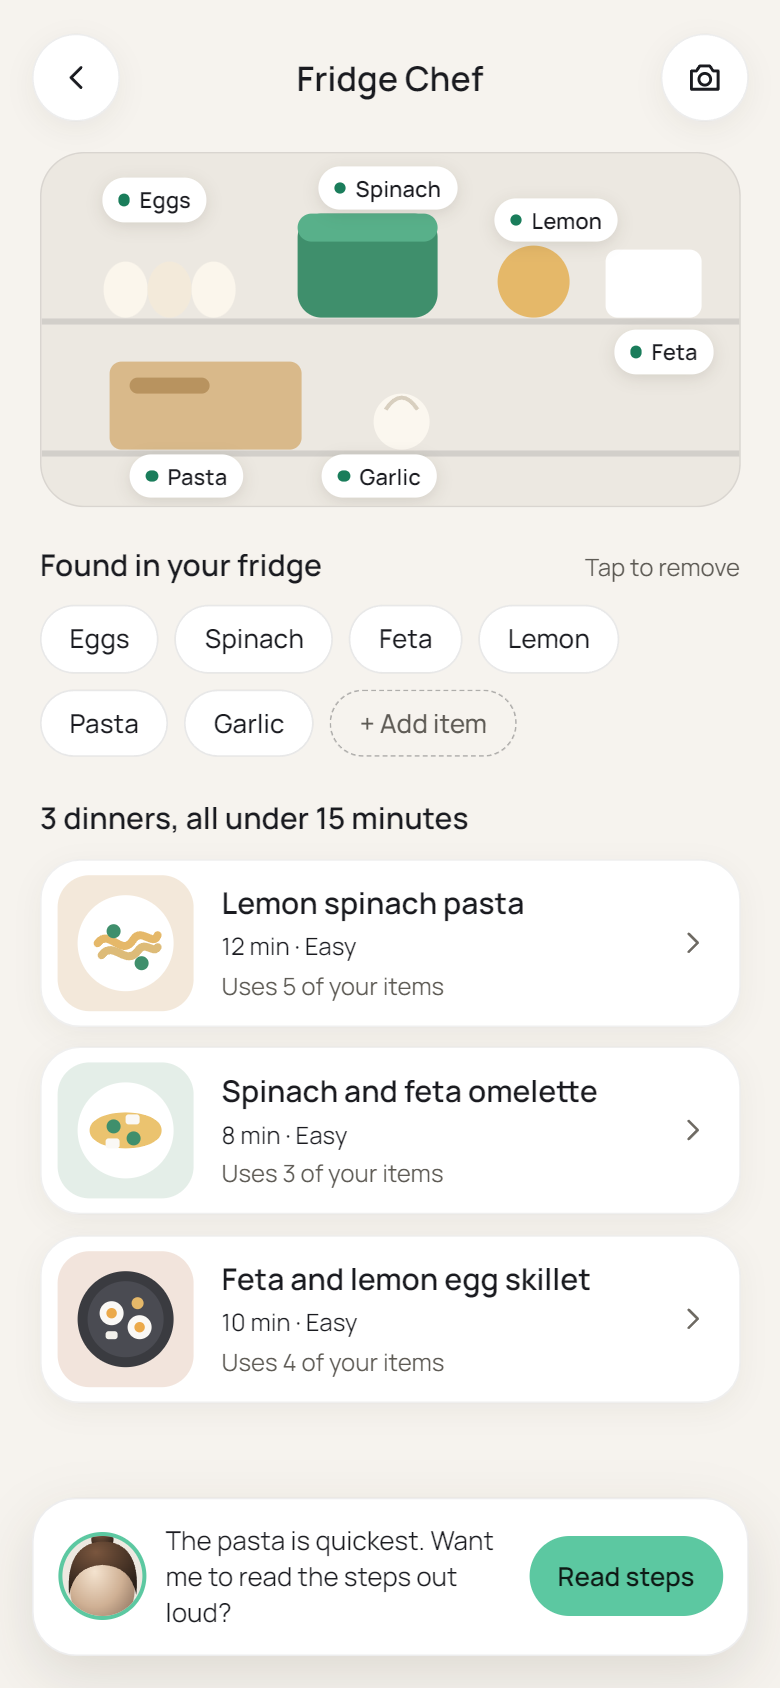 Fridge Chef
Eggs
Spinach
Lemon
Feta
Pasta
Garlic
Found in your fridge
Tap to remove
Eggs
Spinach
Feta
Lemon
Pasta
Garlic
+ Add item
3 dinners, all under 15 minutes
Lemon spinach pasta
12 min · Easy
Uses 5 of your items
Spinach and feta omelette
8 min · Easy
Uses 3 of your items
Feta and lemon egg skillet
10 min · Easy
Uses 4 of your items
The pasta is quickest. Want
me to read the steps out
loud?
Read steps